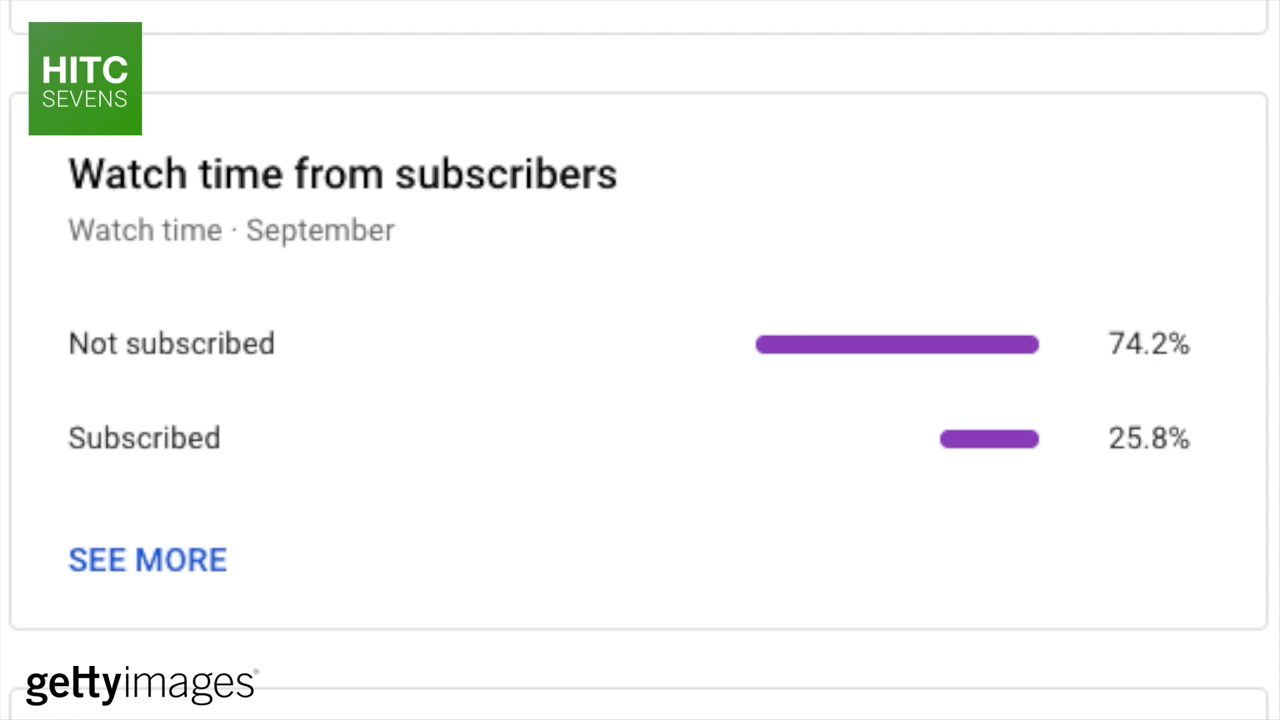 HITC
SEVENS
Watch time from subscribers
Watch time · September
Not subscribed 74.2%
Subscribed 25.8%
SEE MORE
gettyimages®